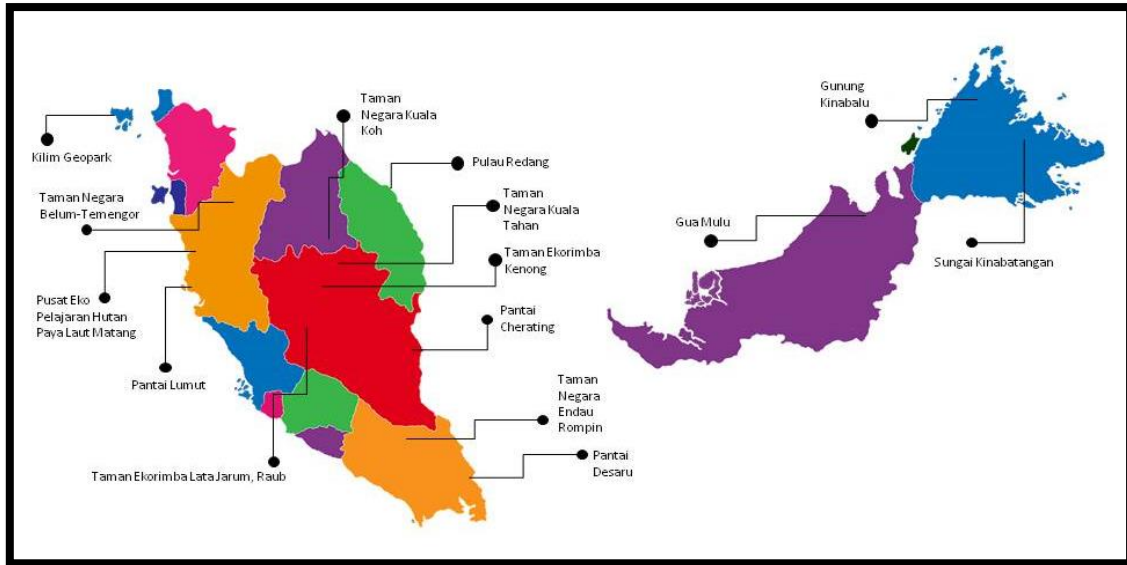 Kilim Geopark
Taman Negara
Belum-Temengor
Pusat Eko
Pelajaran Hutan
Paya Laut Matang
Pantai Lumut
Taman Ekorimba Lata Jarum, Raub
Taman
Negara Kuala
Koh
Pulau Redang
Taman
Negara Kuala
Tahan
Taman Ekorimba
Kenong
Pantai
Cherating
Taman
Negara
Endau
Rompin
Pantai
Desaru
Gunung
Kinabalu
Gua Mulu
Sungai Kinabatangan